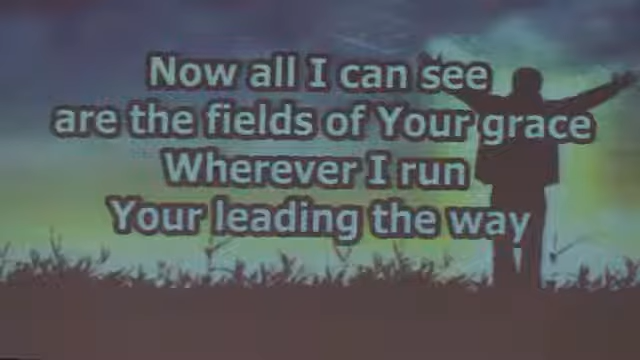 Now all I can see
are the fields of Your grace
Wherever I run
Your leading the way